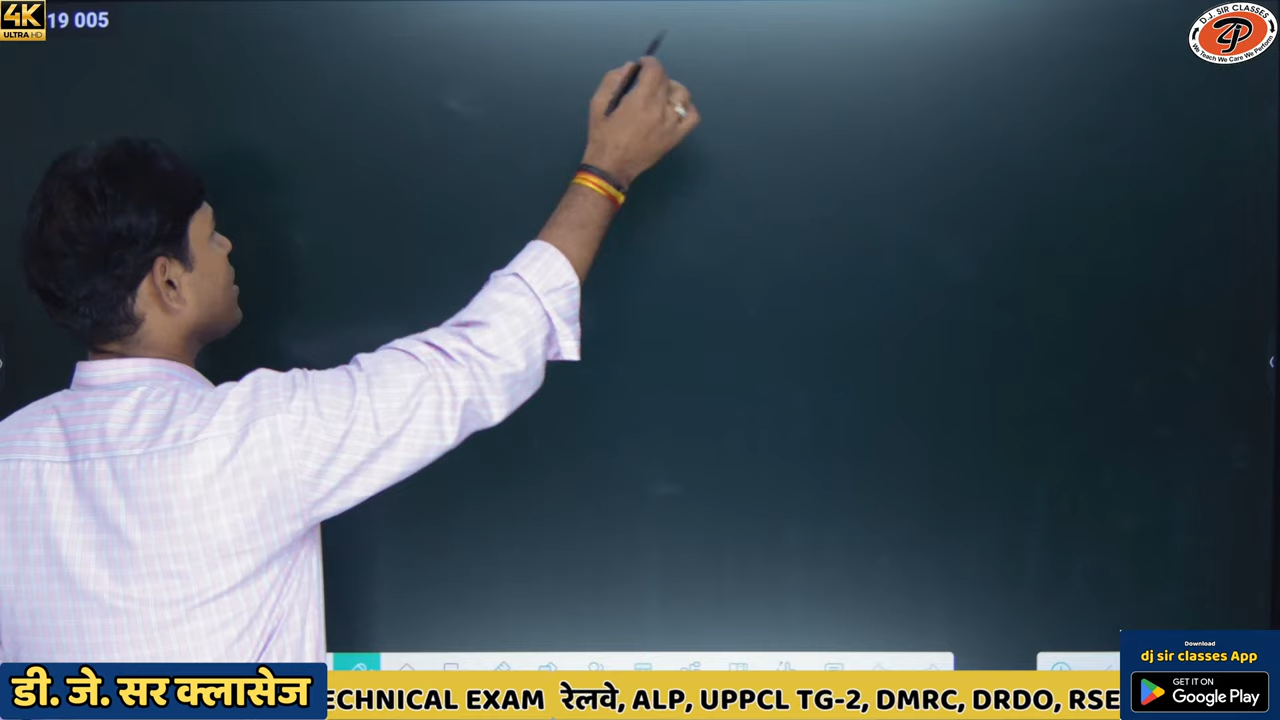 4K
ULTRA HD
19 005
D.J. SIR CLASSES
We Teach We Care We Perform
डी. जे. सर क्लासेज
ECHNICAL EXAM रेलवे, ALP, UPPCL TG-2, DMRC, DRDO, RSE
Download
dj sir classes App
GET IT ON
Google Play